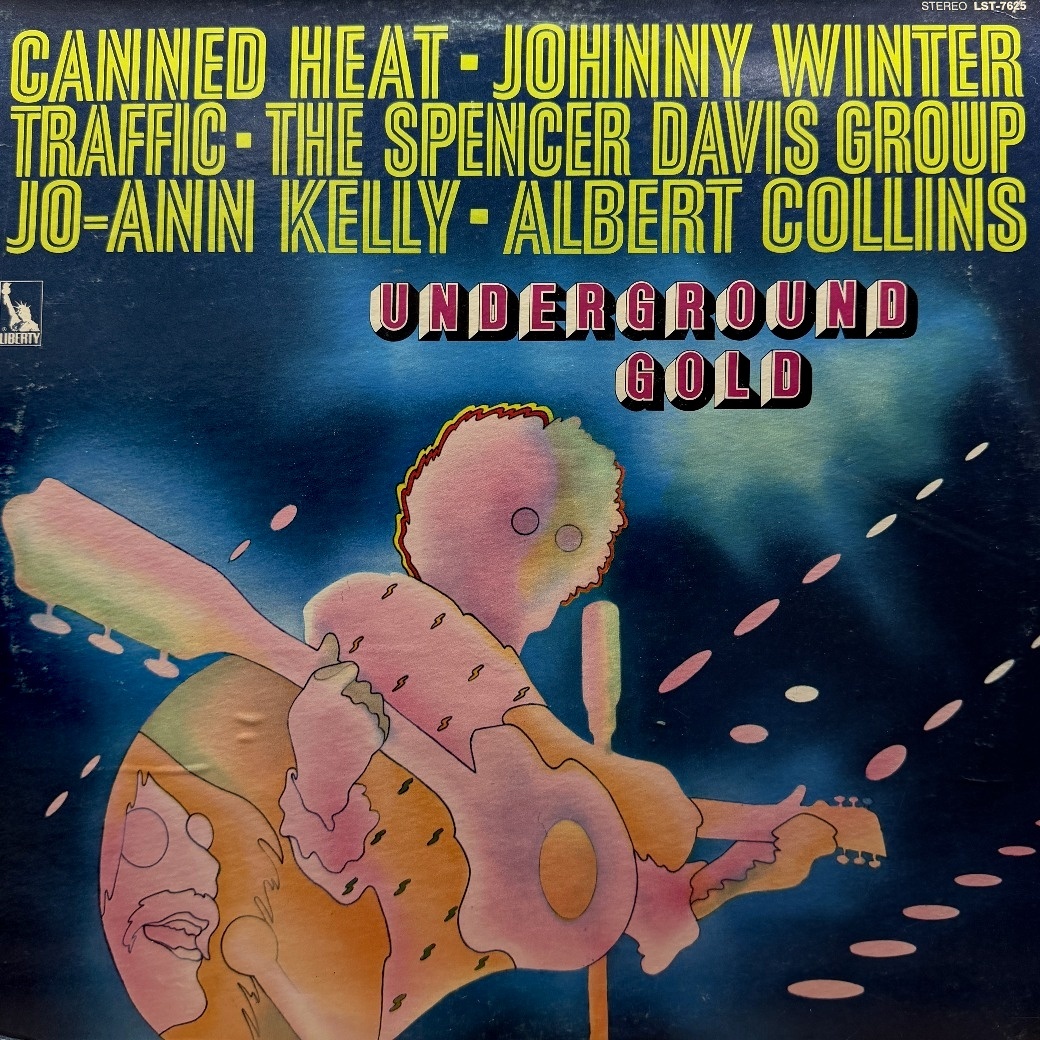 STEREO LST-7625
CANNED HEAT · JOHNNY WINTER
TRAFFIC · THE SPENCER DAVIS GROUP
JO=ANN KELLY · ALBERT COLLINS
LIBERTY
UNDERGROUND
GOLD